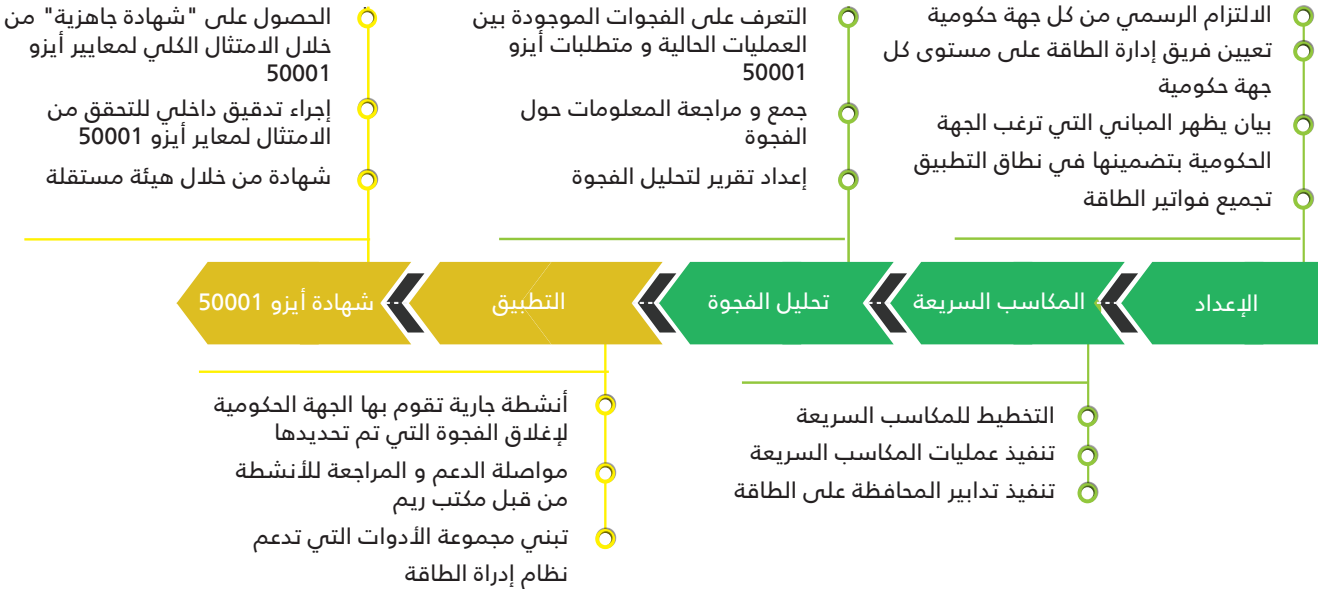 الالتزام الرسمي من كل جهة حكومية
تعيين فريق إدارة الطاقة على مستوى كل
جهة حكومية
بيان يظهر المباني التي ترغب الجهة
الحكومية بتضمينها في نطاق التطبيق
تجميع فواتير الطاقة
التعرف على الفجوات الموجودة بين
العمليات الحالية و متطلبات أيزو
50001
جمع و مراجعة المعلومات حول
الفجوة
إعداد تقرير لتحليل الفجوة
الحصول على "شهادة جاهزية" من
خلال الامتثال الكلي لمعايير أيزو
50001
إجراء تدقيق داخلي للتحقق من
الامتثال لمعاير أيزو 50001
شهادة من خلال هيئة مستقلة
الإعداد
المكاسب السريعة
تحليل الفجوة
التطبيق
شهادة أيزو 50001
التخطيط للمكاسب السريعة
تنفيذ عمليات المكاسب السريعة
تنفيذ تدابير المحافظة على الطاقة
أنشطة جارية تقوم بها الجهة الحكومية
لإغلاق الفجوة التي تم تحديدها
مواصلة الدعم و المراجعة للأنشطة
من قبل مكتب ريم
تبني مجموعة الأدوات التي تدعم
نظام إدراة الطاقة